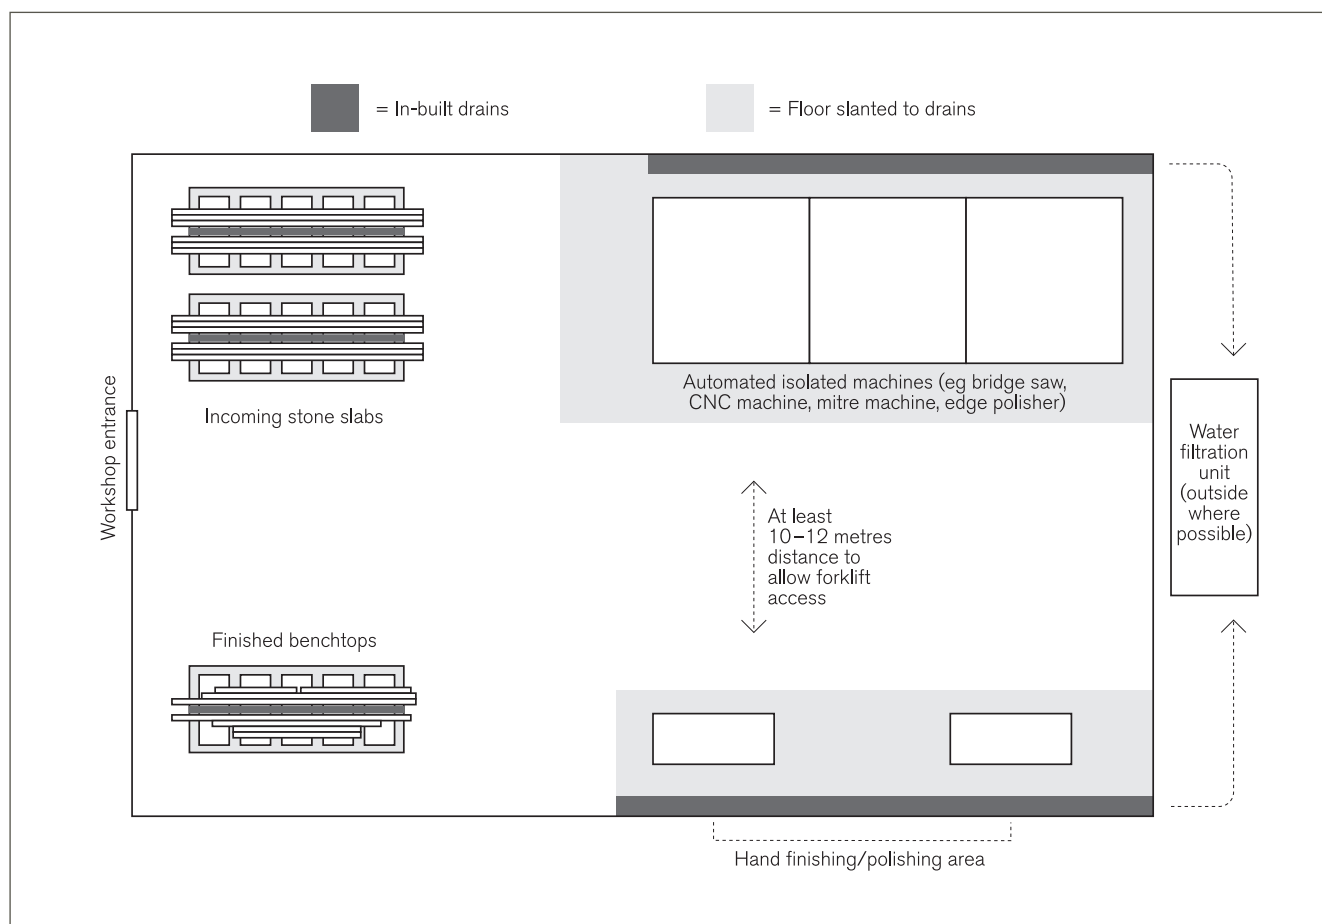 = In-built drains
= Floor slanted to drains
Incoming stone slabs
Automated isolated machines (eg bridge saw,
CNC machine, mitre machine, edge polisher)
Workshop entrance
Water
filtration
unit
(outside
where
possible)
At least
10–12 metres
distance to
allow forklift
access
Finished benchtops
Hand finishing/polishing area